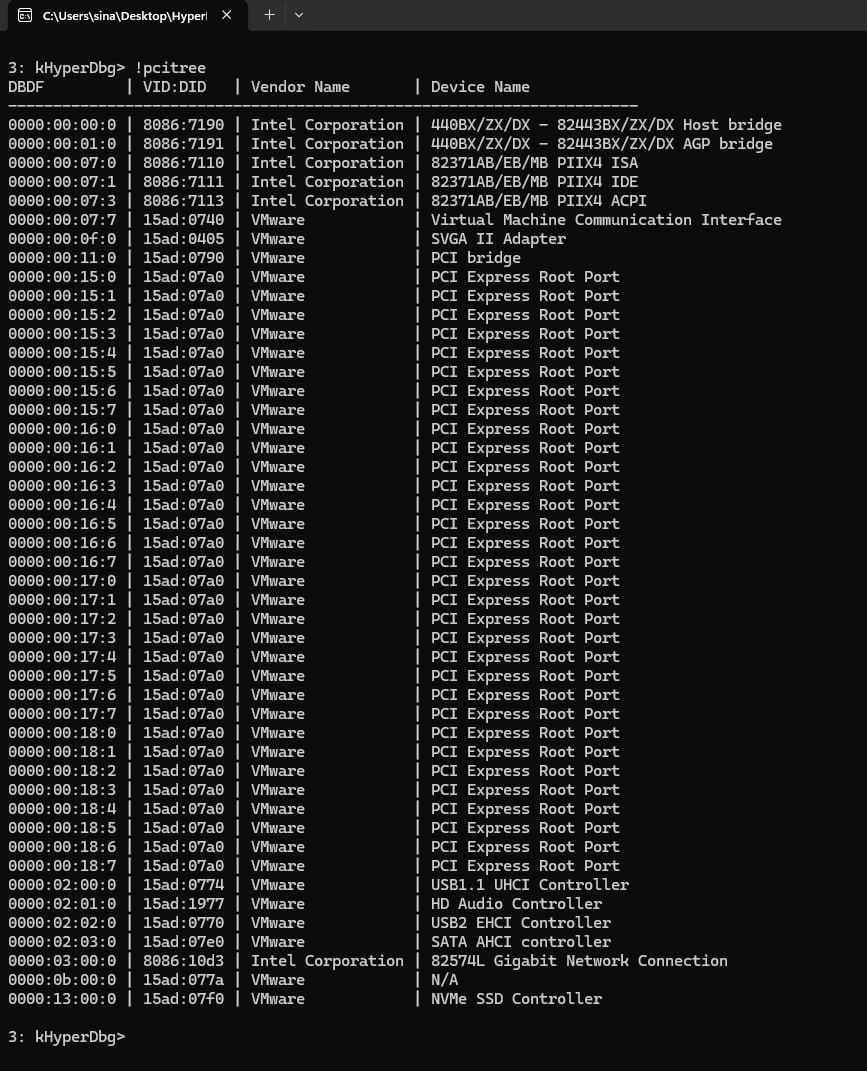 C:\Users\sina\Desktop\Hyper
3: kHyperDbg> !pcitree
DBDF | VID:DID | Vendor Name | Device Name
----------------------------------------------------------------------
0000:00:00:0 | 8086:7190 | Intel Corporation | 440BX/ZX/DX - 82443BX/ZX/DX Host bridge
0000:00:01:0 | 8086:7191 | Intel Corporation | 440BX/ZX/DX - 82443BX/ZX/DX AGP bridge
0000:00:07:0 | 8086:7110 | Intel Corporation | 82371AB/EB/MB PIIX4 ISA
0000:00:07:1 | 8086:7111 | Intel Corporation | 82371AB/EB/MB PIIX4 IDE
0000:00:07:3 | 8086:7113 | Intel Corporation | 82371AB/EB/MB PIIX4 ACPI
0000:00:07:7 | 15ad:0740 | VMware | Virtual Machine Communication Interface
0000:00:0f:0 | 15ad:0405 | VMware | SVGA II Adapter
0000:00:11:0 | 15ad:0790 | VMware | PCI bridge
0000:00:15:0 | 15ad:07a0 | VMware | PCI Express Root Port
0000:00:15:1 | 15ad:07a0 | VMware | PCI Express Root Port
0000:00:15:2 | 15ad:07a0 | VMware | PCI Express Root Port
0000:00:15:3 | 15ad:07a0 | VMware | PCI Express Root Port
0000:00:15:4 | 15ad:07a0 | VMware | PCI Express Root Port
0000:00:15:5 | 15ad:07a0 | VMware | PCI Express Root Port
0000:00:15:6 | 15ad:07a0 | VMware | PCI Express Root Port
0000:00:15:7 | 15ad:07a0 | VMware | PCI Express Root Port
0000:00:16:0 | 15ad:07a0 | VMware | PCI Express Root Port
0000:00:16:1 | 15ad:07a0 | VMware | PCI Express Root Port
0000:00:16:2 | 15ad:07a0 | VMware | PCI Express Root Port
0000:00:16:3 | 15ad:07a0 | VMware | PCI Express Root Port
0000:00:16:4 | 15ad:07a0 | VMware | PCI Express Root Port
0000:00:16:5 | 15ad:07a0 | VMware | PCI Express Root Port
0000:00:16:6 | 15ad:07a0 | VMware | PCI Express Root Port
0000:00:16:7 | 15ad:07a0 | VMware | PCI Express Root Port
0000:00:17:0 | 15ad:07a0 | VMware | PCI Express Root Port
0000:00:17:1 | 15ad:07a0 | VMware | PCI Express Root Port
0000:00:17:2 | 15ad:07a0 | VMware | PCI Express Root Port
0000:00:17:3 | 15ad:07a0 | VMware | PCI Express Root Port
0000:00:17:4 | 15ad:07a0 | VMware | PCI Express Root Port
0000:00:17:5 | 15ad:07a0 | VMware | PCI Express Root Port
0000:00:17:6 | 15ad:07a0 | VMware | PCI Express Root Port
0000:00:17:7 | 15ad:07a0 | VMware | PCI Express Root Port
0000:00:18:0 | 15ad:07a0 | VMware | PCI Express Root Port
0000:00:18:1 | 15ad:07a0 | VMware | PCI Express Root Port
0000:00:18:2 | 15ad:07a0 | VMware | PCI Express Root Port
0000:00:18:3 | 15ad:07a0 | VMware | PCI Express Root Port
0000:00:18:4 | 15ad:07a0 | VMware | PCI Express Root Port
0000:00:18:5 | 15ad:07a0 | VMware | PCI Express Root Port
0000:00:18:6 | 15ad:07a0 | VMware | PCI Express Root Port
0000:00:18:7 | 15ad:07a0 | VMware | PCI Express Root Port
0000:02:00:0 | 15ad:0774 | VMware | USB1.1 UHCI Controller
0000:02:01:0 | 15ad:1977 | VMware | HD Audio Controller
0000:02:02:0 | 15ad:0770 | VMware | USB2 EHCI Controller
0000:02:03:0 | 15ad:07e0 | VMware | SATA AHCI controller
0000:03:00:0 | 8086:10d3 | Intel Corporation | 82574L Gigabit Network Connection
0000:0b:00:0 | 15ad:077a | VMware | N/A
0000:13:00:0 | 15ad:07f0 | VMware | NVMe SSD Controller
3: kHyperDbg>